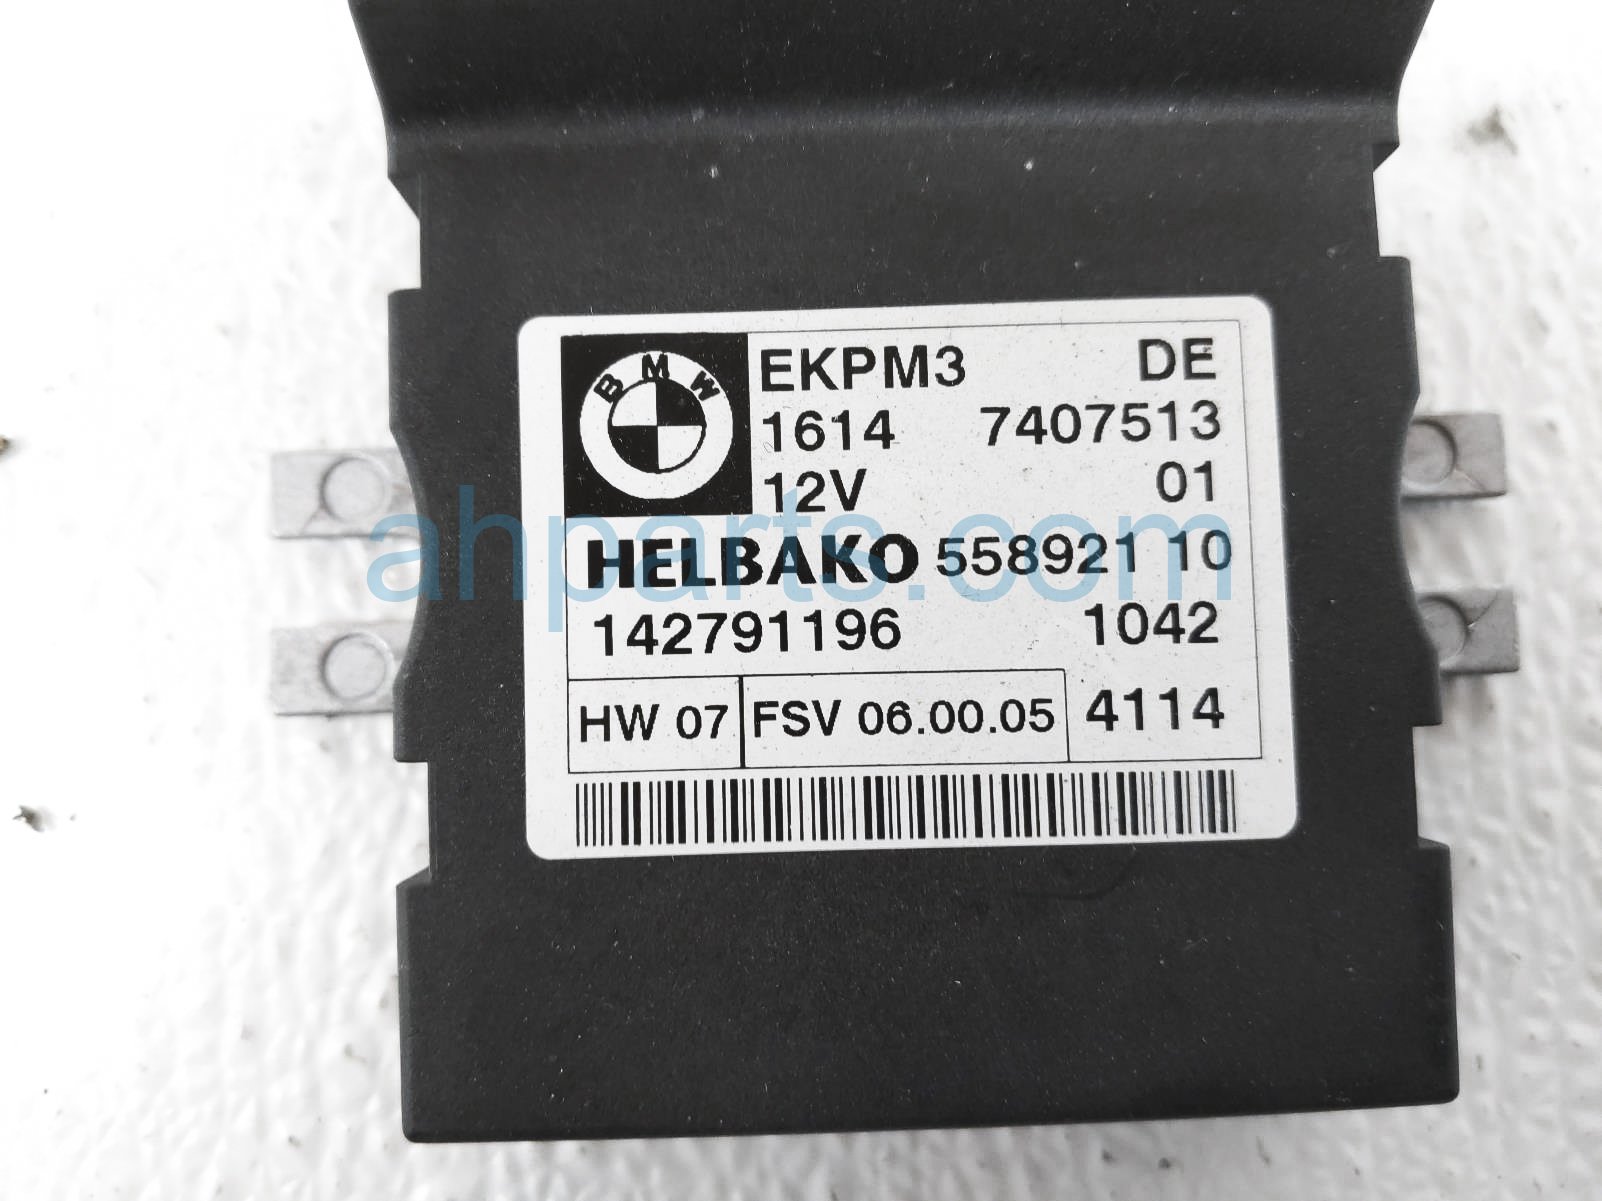 BMW
EKPM3 DE
1614 7407513
12V 01
HELBAKO 558921 10
142791196 1042
HW 07 FSV 06.00.05 4114
ahparts.com